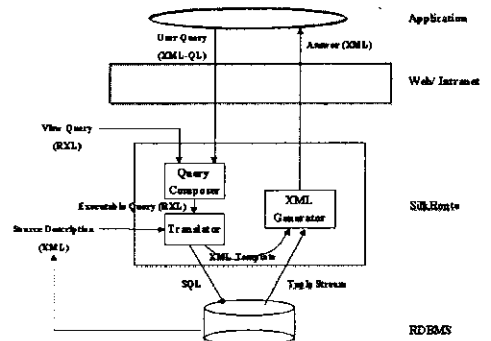 Application
User Query
(XML-QL)
Answer (XML)
Web/ Intranet
View Query
(RXL)
Query
Composer
XML
Generator
SilkRoute
Executable Query (RXL)
Source Description
(XML)
Translator
XML Template
SQL
Tuple Stream
RDBMS